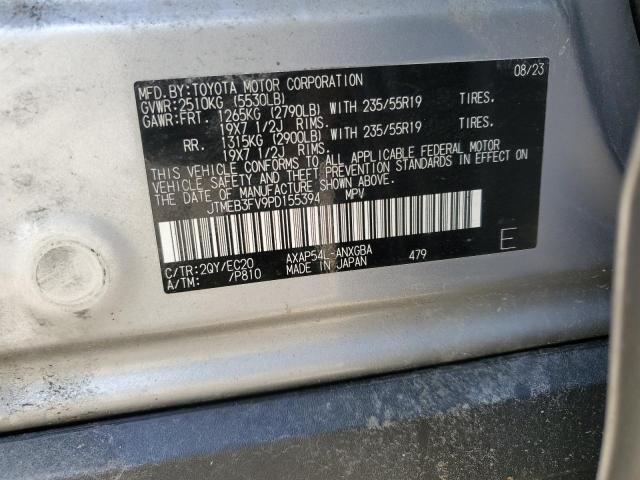 MFD.BY:TOYOTA MOTOR CORPORATION 08/23
GVWR:2510KG (5530LB)
GAWR:FRT. 1265KG (2790LB) WITH 235/55R19 TIRES.
19X7 1/2J RIMS.
RR. 1315KG (2900LB) WITH 235/55R19 TIRES.
19X7 1/2J RIMS.
THIS VEHICLE CONFORMS TO ALL APPLICABLE FEDERAL MOTOR
VEHICLE SAFETY AND THEFT PREVENTION STANDARDS IN EFFECT ON
THE DATE OF MANUFACTURE SHOWN ABOVE.
JTMEB3FV9PD155394 MPV
C/TR:2QY/EC20 AXAP54L-ANXGBA 479
A/TM: /P810 MADE IN JAPAN
E